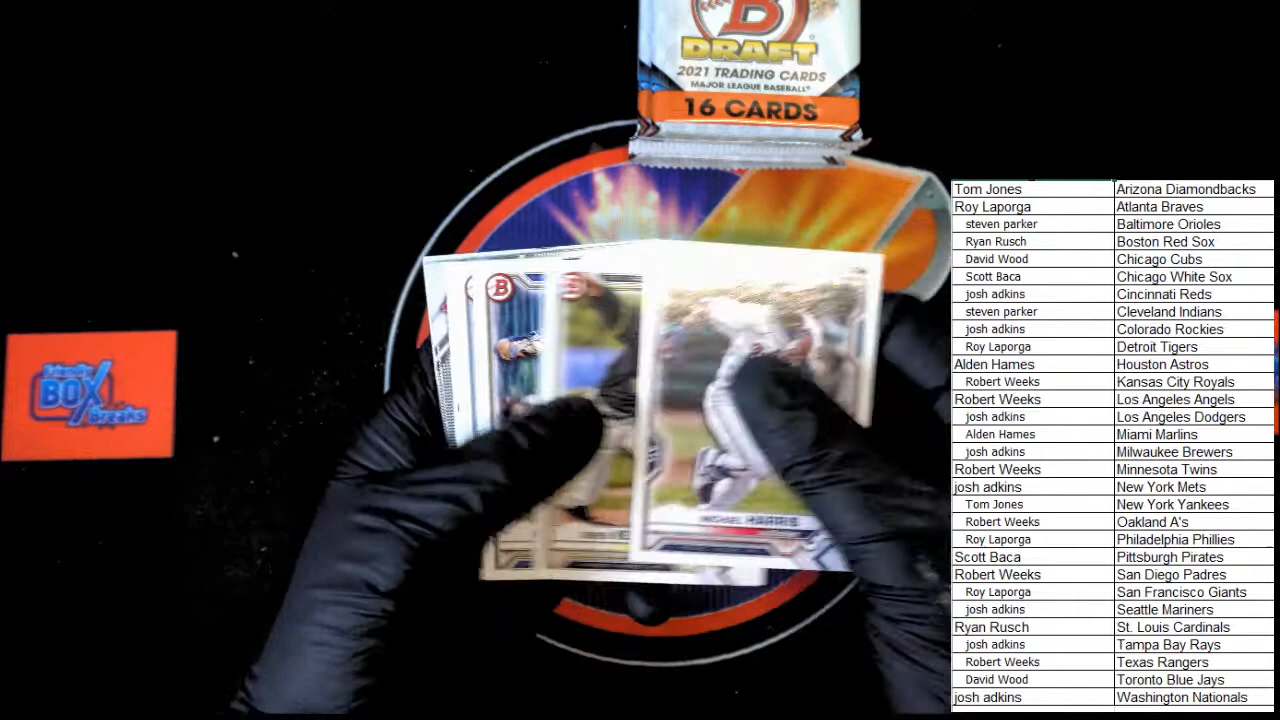 B
DRAFT
2021 TRADING CARDS
MAJOR LEAGUE BASEBALL®
16 CARDS
B
BOX
Breaks
HARRIS
Tom Jones Arizona Diamondbacks
Roy Laporga Atlanta Braves
steven parker Baltimore Orioles
Ryan Rusch Boston Red Sox
David Wood Chicago Cubs
Scott Baca Chicago White Sox
josh adkins Cincinnati Reds
steven parker Cleveland Indians
josh adkins Colorado Rockies
Roy Laporga Detroit Tigers
Alden Hames Houston Astros
Robert Weeks Kansas City Royals
Robert Weeks Los Angeles Angels
josh adkins Los Angeles Dodgers
Alden Hames Miami Marlins
josh adkins Milwaukee Brewers
Robert Weeks Minnesota Twins
josh adkins New York Mets
Tom Jones New York Yankees
Robert Weeks Oakland A's
Roy Laporga Philadelphia Phillies
Scott Baca Pittsburgh Pirates
Robert Weeks San Diego Padres
Roy Laporga San Francisco Giants
josh adkins Seattle Mariners
Ryan Rusch St. Louis Cardinals
josh adkins Tampa Bay Rays
Robert Weeks Texas Rangers
David Wood Toronto Blue Jays
josh adkins Washington Nationals